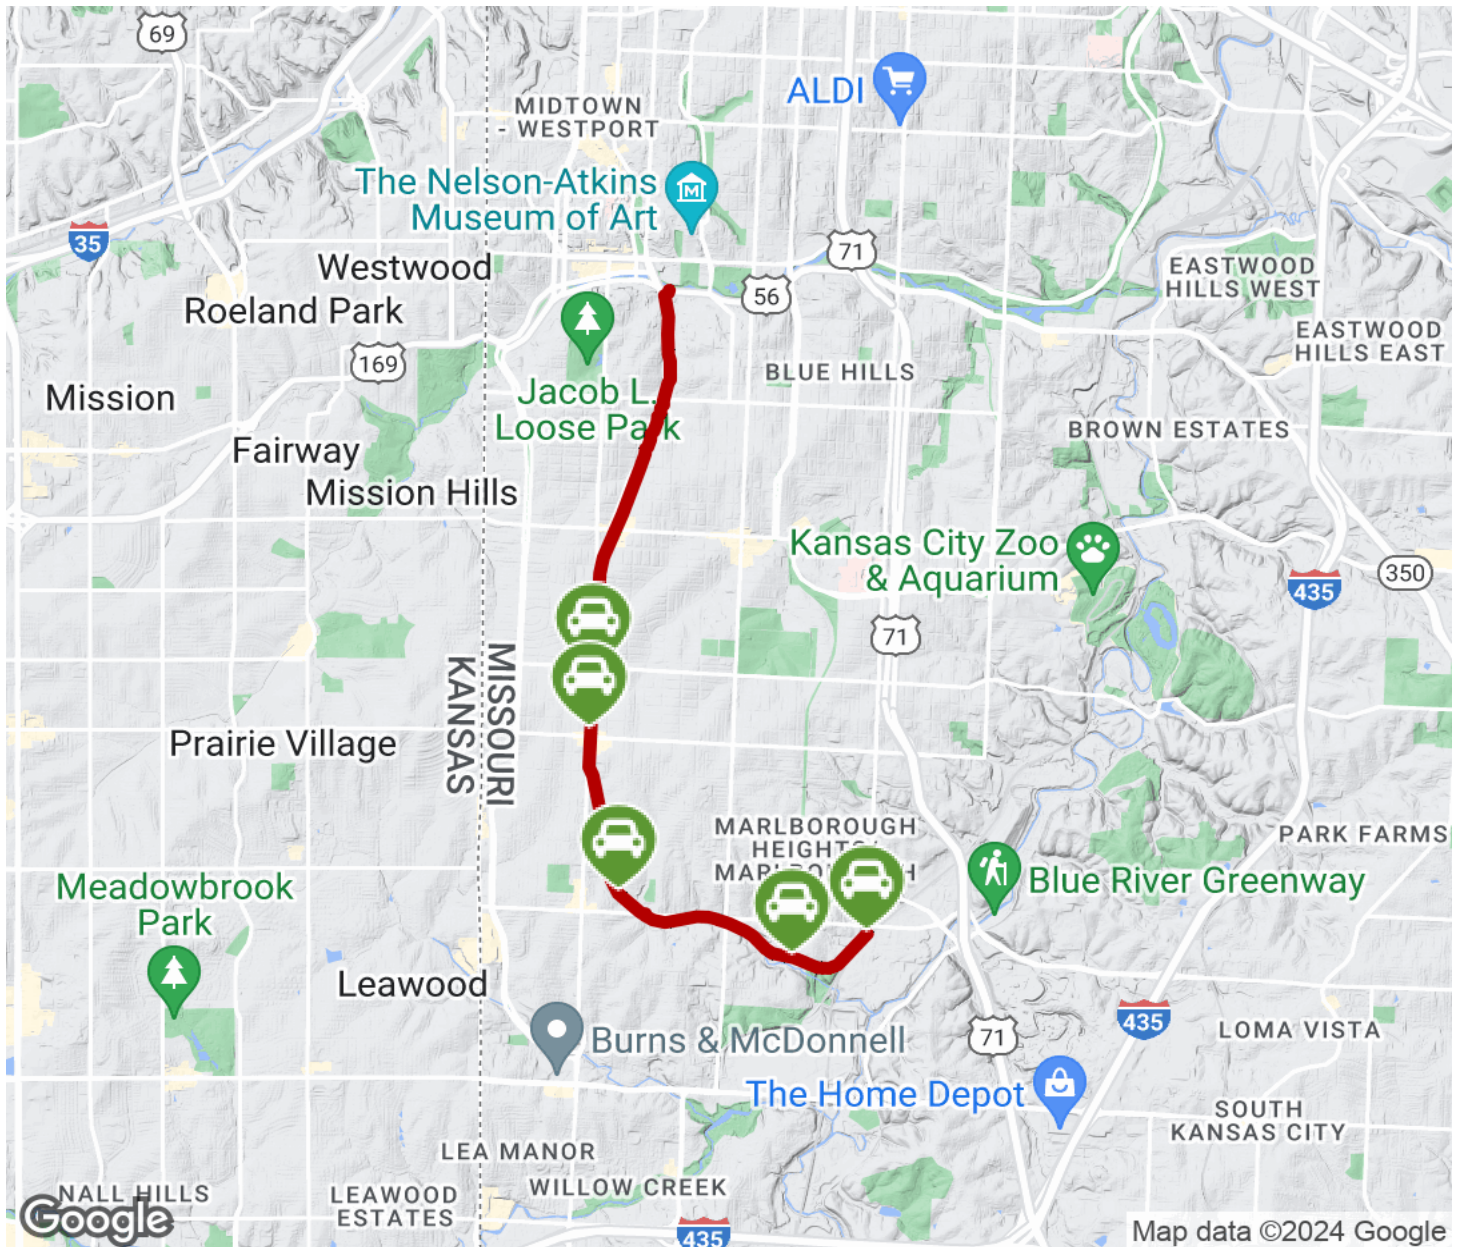 69
MIDTOWN
- WESTPORT
ALDI
The Nelson-Atkins
Museum of Art
M
35
71
Westwood
56
EASTWOOD
HILLS WEST
Roeland Park
169
EASTWOOD
HILLS EAST
BLUE HILLS
Mission
Jacob L.
Loose Park
BROWN ESTATES
Fairway
Mission Hills
Kansas City Zoo
& Aquarium
350
435
71
MISSOURI
KANSAS
Prairie Village
MARLBOROUGH
HEIGHTS/
MARLBOROUGH
PARK FARMS
Blue River Greenway
Meadowbrook
Park
Leawood
435
LOMA VISTA
71
Burns & McDonnell
The Home Depot
SOUTH
KANSAS CITY
LEA MANOR
WILLOW CREEK
NALL HILLS
LEAWOOD
ESTATES
Google
435
Map data ©2024 Google